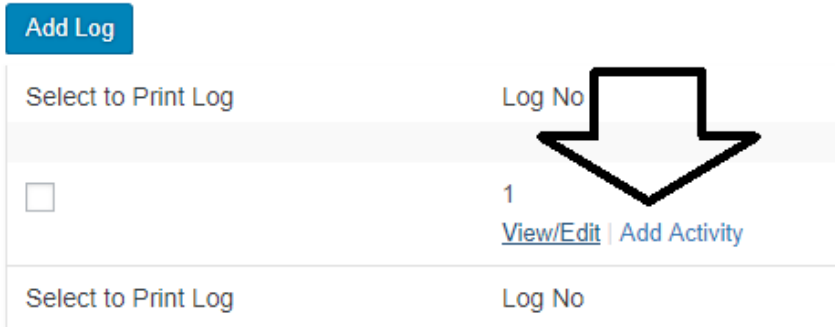 Add Log
Select to Print Log Log No
1
View/Edit | Add Activity
Select to Print Log Log No